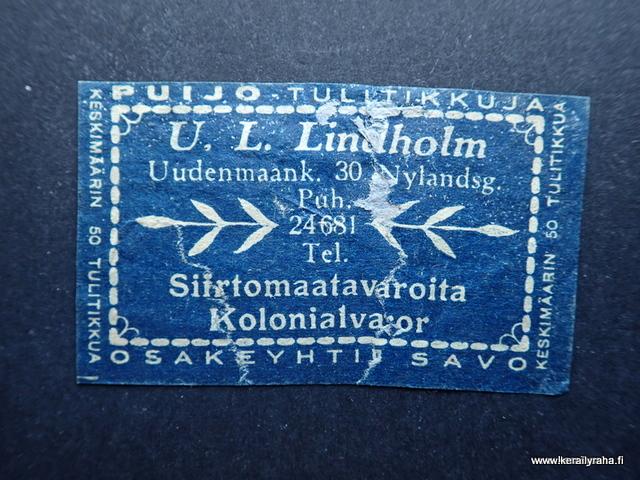 PUIJO-TULITIKKUJA
KESKIMÄÄRIN 50 TULITIKKUA
U. L. Lindholm
Uudenmaank. 30 Nylandsg.
Puh.
24681
Tel.
Siirtomaatavaroita
Kolonialvaror
KESKIMÄÄRIN 50 TULITIKKUA
OSAKEYHTIÖ SAVO
www.kerailyraha.fi